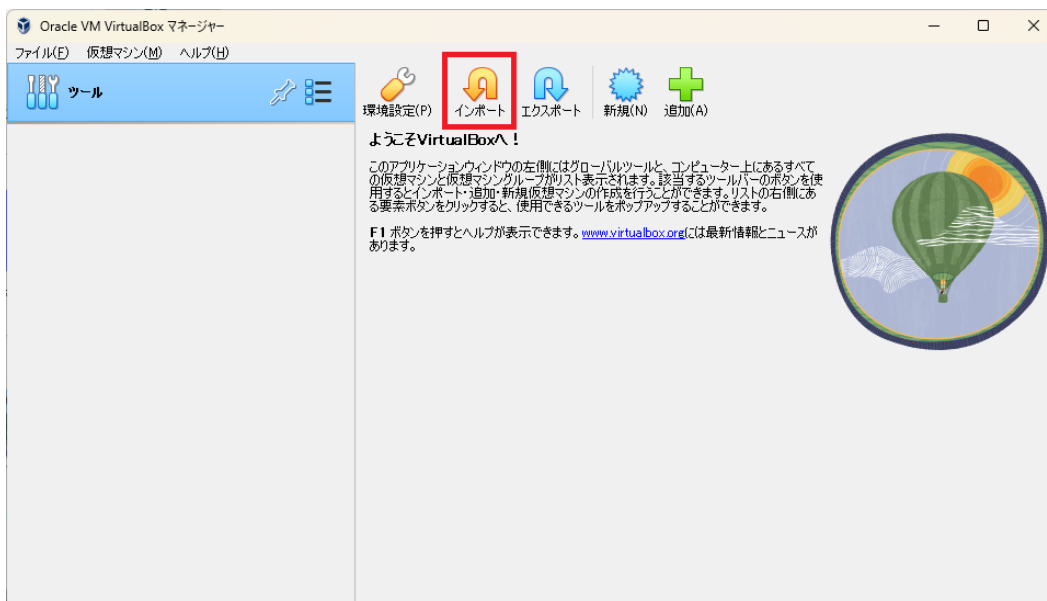 Oracle VM VirtualBox マネージャー
ファイル(F) 仮想マシン(M) ヘルプ(H)
ツール
環境設定(P) インポート エクスポート 新規(N) 追加(A)
ようこそVirtualBoxへ!
このアプリケーションウィンドウの左側にはグローバルツールと、コンピューター上にあるすべて
の仮想マシンと仮想マシングループがリスト表示されます。該当するツールバーのボタンを使
用するとインポート・追加・新規仮想マシンの作成を行うことができます。リストの右側にあ
る要素ボタンをクリックすると、使用できるツールをポップアップすることができます。
F1 ボタンを押すとヘルプが表示できます。www.virtualbox.orgには最新情報とニュースが
あります。